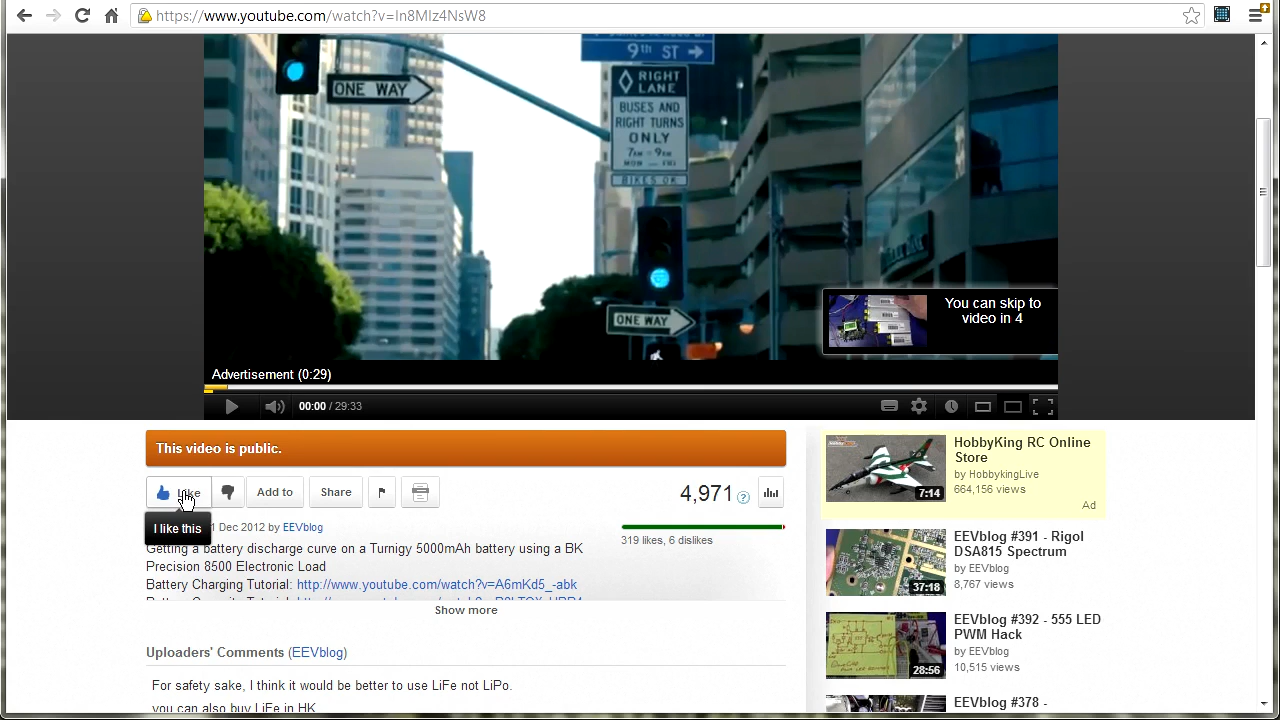 https://www.youtube.com/watch?v=In8MIz4NsW8
9th ST →
ONE WAY
RIGHT
LANE
BUSES AND
RIGHT TURNS
ONLY
7AM - 9AM
MON - FRI
BIKES OK
ONE WAY
You can skip to
video in 4
Advertisement (0:29)
00:00 / 29:33
This video is public.
Like
Add to
Share
4,971
?
I like this
Dec 2012 by EEVblog
319 likes, 6 dislikes
Getting a battery discharge curve on a Turnigy 5000mAh battery using a BK
Precision 8500 Electronic Load
Battery Charging Tutorial: http://www.youtube.com/watch?v=A6mKd5_-abk
Show more
Uploaders' Comments (EEVblog)
For safety sake I think it would be better to use LiFe not LiPo.
LiFe in HK
HobbyKing RC Online
Store
by HobbykingLive
664,156 views
7:14
Ad
EEVblog #391 - Rigol
DSA815 Spectrum
by EEVblog
8,767 views
37:18
EEVblog #392 - 555 LED
PWM Hack
by EEVblog
10,515 views
28:56
EEVblog #378 -